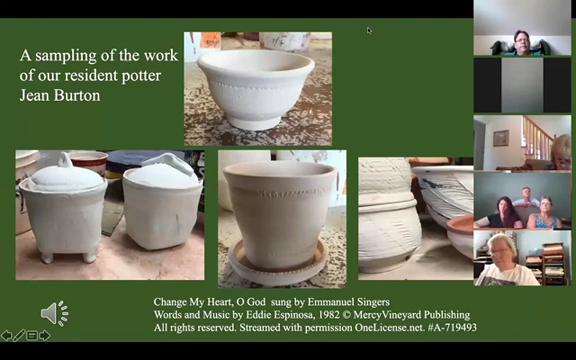 A sampling of the work
of our resident potter
Jean Burton
Change My Heart, O God sung by Emmanuel Singers
Words and Music by Eddie Espinosa, 1982 © MercyVineyard Publishing
All rights reserved. Streamed with permission OneLicense.net. #A-719493